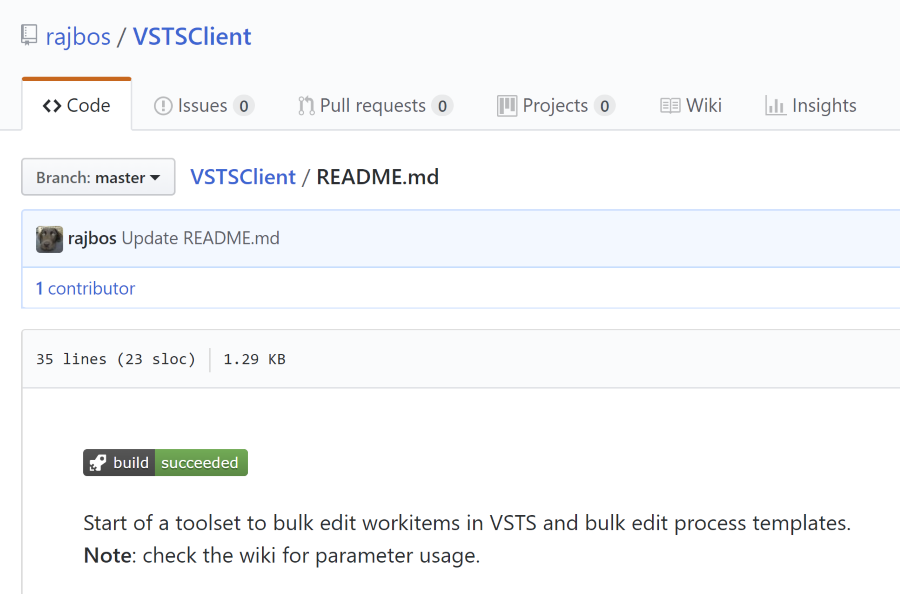 rajbos / VSTSClient
Code Issues 0 Pull requests 0 Projects 0 Wiki Insights
Branch: master VSTSClient / README.md
rajbos Update README.md
1 contributor
35 lines (23 sloc) 1.29 KB
build succeeded
Start of a toolset to bulk edit workitems in VSTS and bulk edit process templates.
Note: check the wiki for parameter usage.